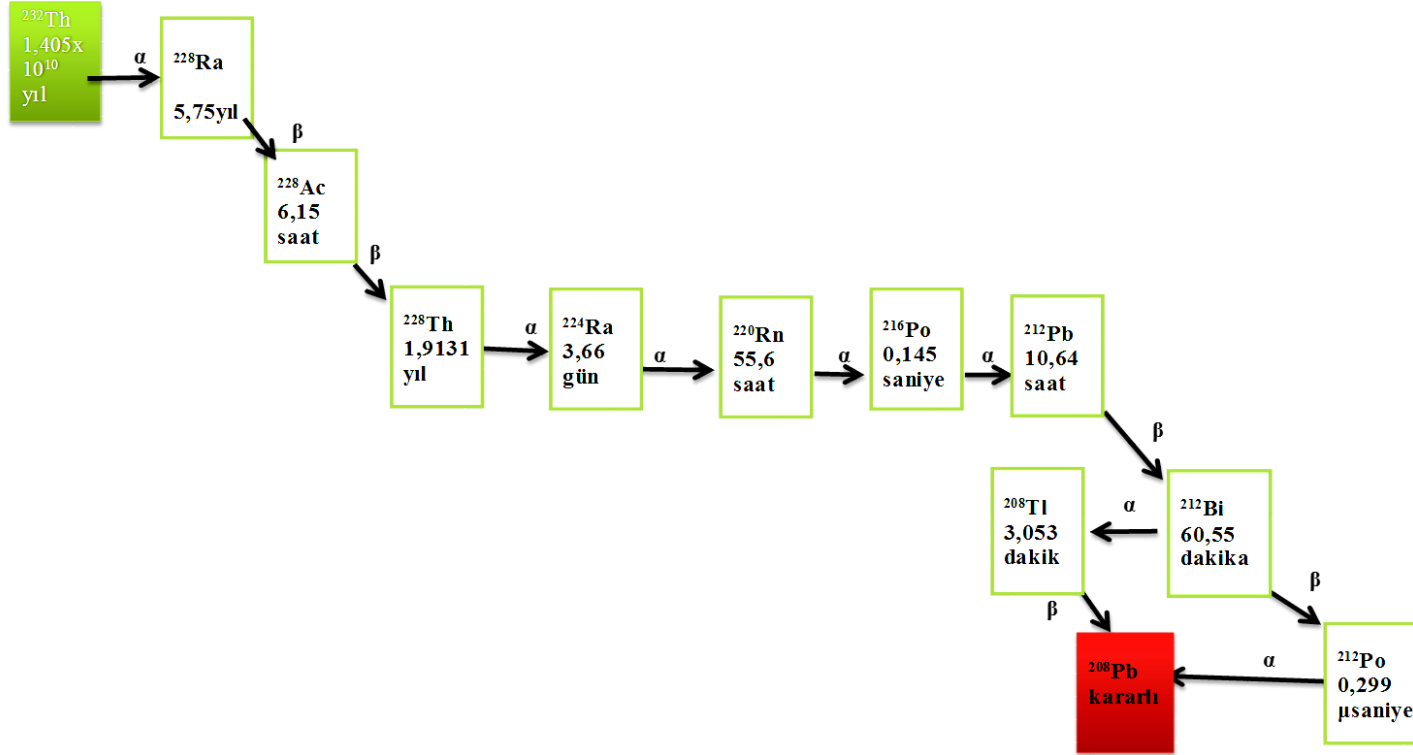 ²³²Th
1,405x
10¹⁰
yıl
α
²²⁸Ra
5,75yıl
β
²²⁸Ac
6,15
saat
β
²²⁸Th
1,9131
yıl
α
²²⁴Ra
3,66
gün
α
²²⁰Rn
55,6
saat
α
²¹⁶Po
0,145
saniye
α
²¹²Pb
10,64
saat
β
²¹²Bi
60,55
dakika
α
²⁰⁸Tl
3,053
dakik
β
β
²¹²Po
0,299
µsaniye
α
²⁰⁸Pb
kararlı